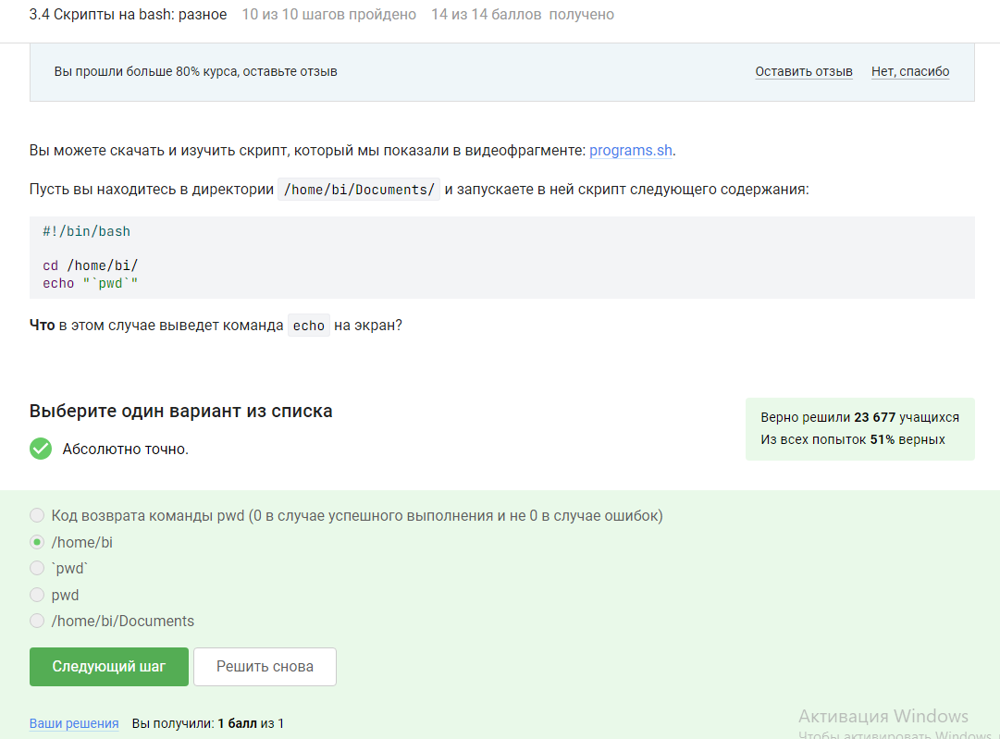 3.4 Скрипты на bash: разное 10 из 10 шагов пройдено 14 из 14 баллов получено
Вы прошли больше 80% курса, оставьте отзыв Оставить отзыв Нет, спасибо
Вы можете скачать и изучить скрипт, который мы показали в видеофрагменте: programs.sh.
Пусть вы находитесь в директории /home/bi/Documents/ и запускаете в ней скрипт следующего содержания:
#!/bin/bash
cd /home/bi/
echo "`pwd`"
Что в этом случае выведет команда echo на экран?
Выберите один вариант из списка
Абсолютно точно.
Верно решили 23 677 учащихся
Из всех попыток 51% верных
Код возврата команды pwd (0 в случае успешного выполнения и не 0 в случае ошибок)
/home/bi
`pwd`
pwd
/home/bi/Documents
Следующий шаг Решить снова
Ваши решения Вы получили: 1 балл из 1
Активация Windows
Чтобы активировать Windows,